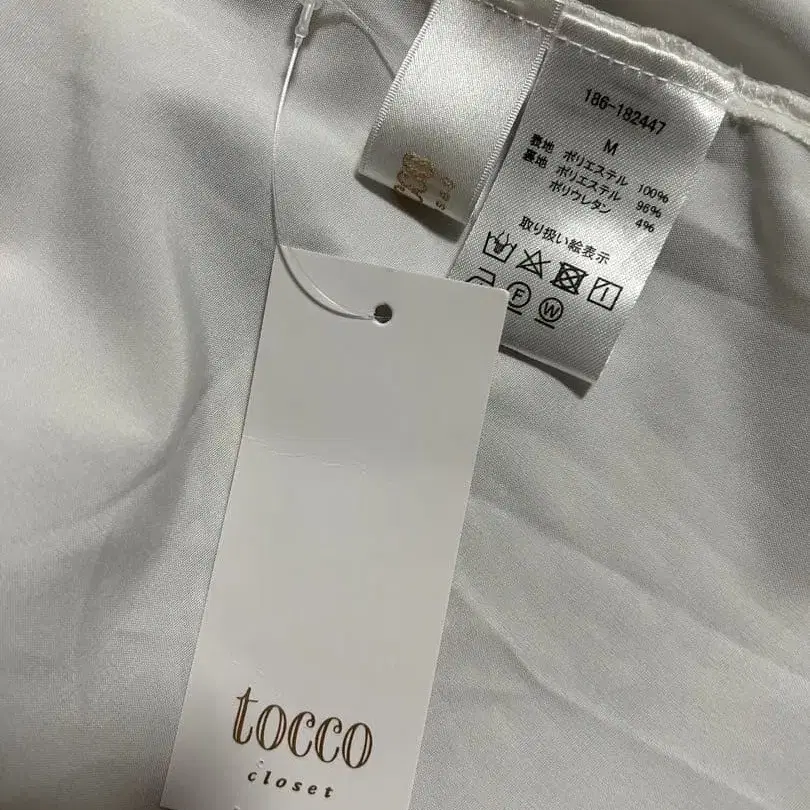 186-182447
M
表地 ポリエステル 100%
裏地 ポリエステル 96%
ポリウレタン 4%
取り扱い絵表示
F
W
tocco
closet